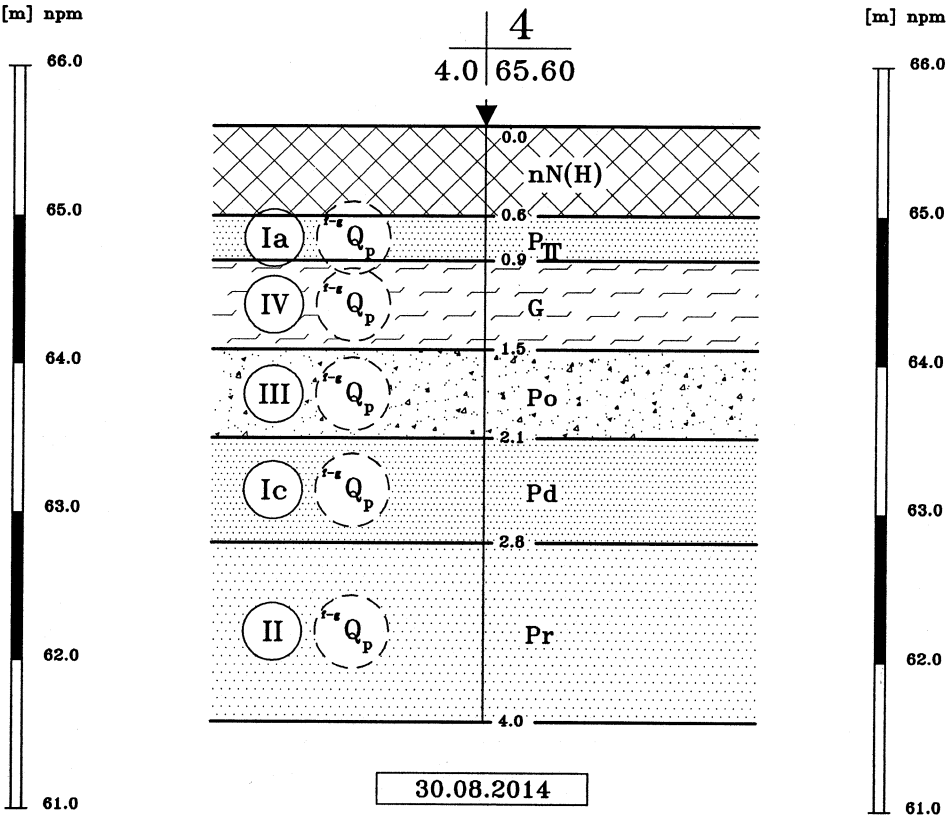 [m] npm
[m] npm
4
4.0 65.60
66.0
66.0
0.0
nN(H)
65.0
65.0
0.6
Ia f-g Qp Pπ
0.9
IV f-g Qp G
1.5
64.0
64.0
III f-g Qp Po
2.1
Ic f-g Qp Pd
63.0
63.0
2.8
II f-g Qp Pr
62.0
62.0
4.0
30.08.2014
61.0
61.0